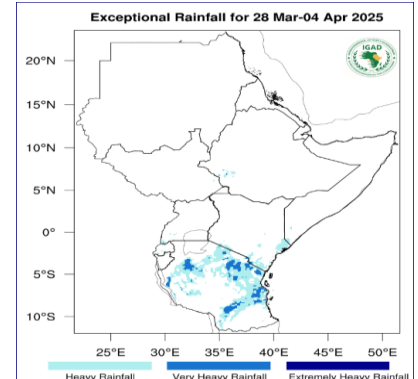 Exceptional Rainfall for 28 Mar-04 Apr 2025
IGAD
20°N
15°N
10°N
5°N
0°
5°S
10°S
25°E 30°E 35°E 40°E 45°E 50°E
Heavy Rainfall Very Heavy Rainfall Extremely Heavy Rainfall